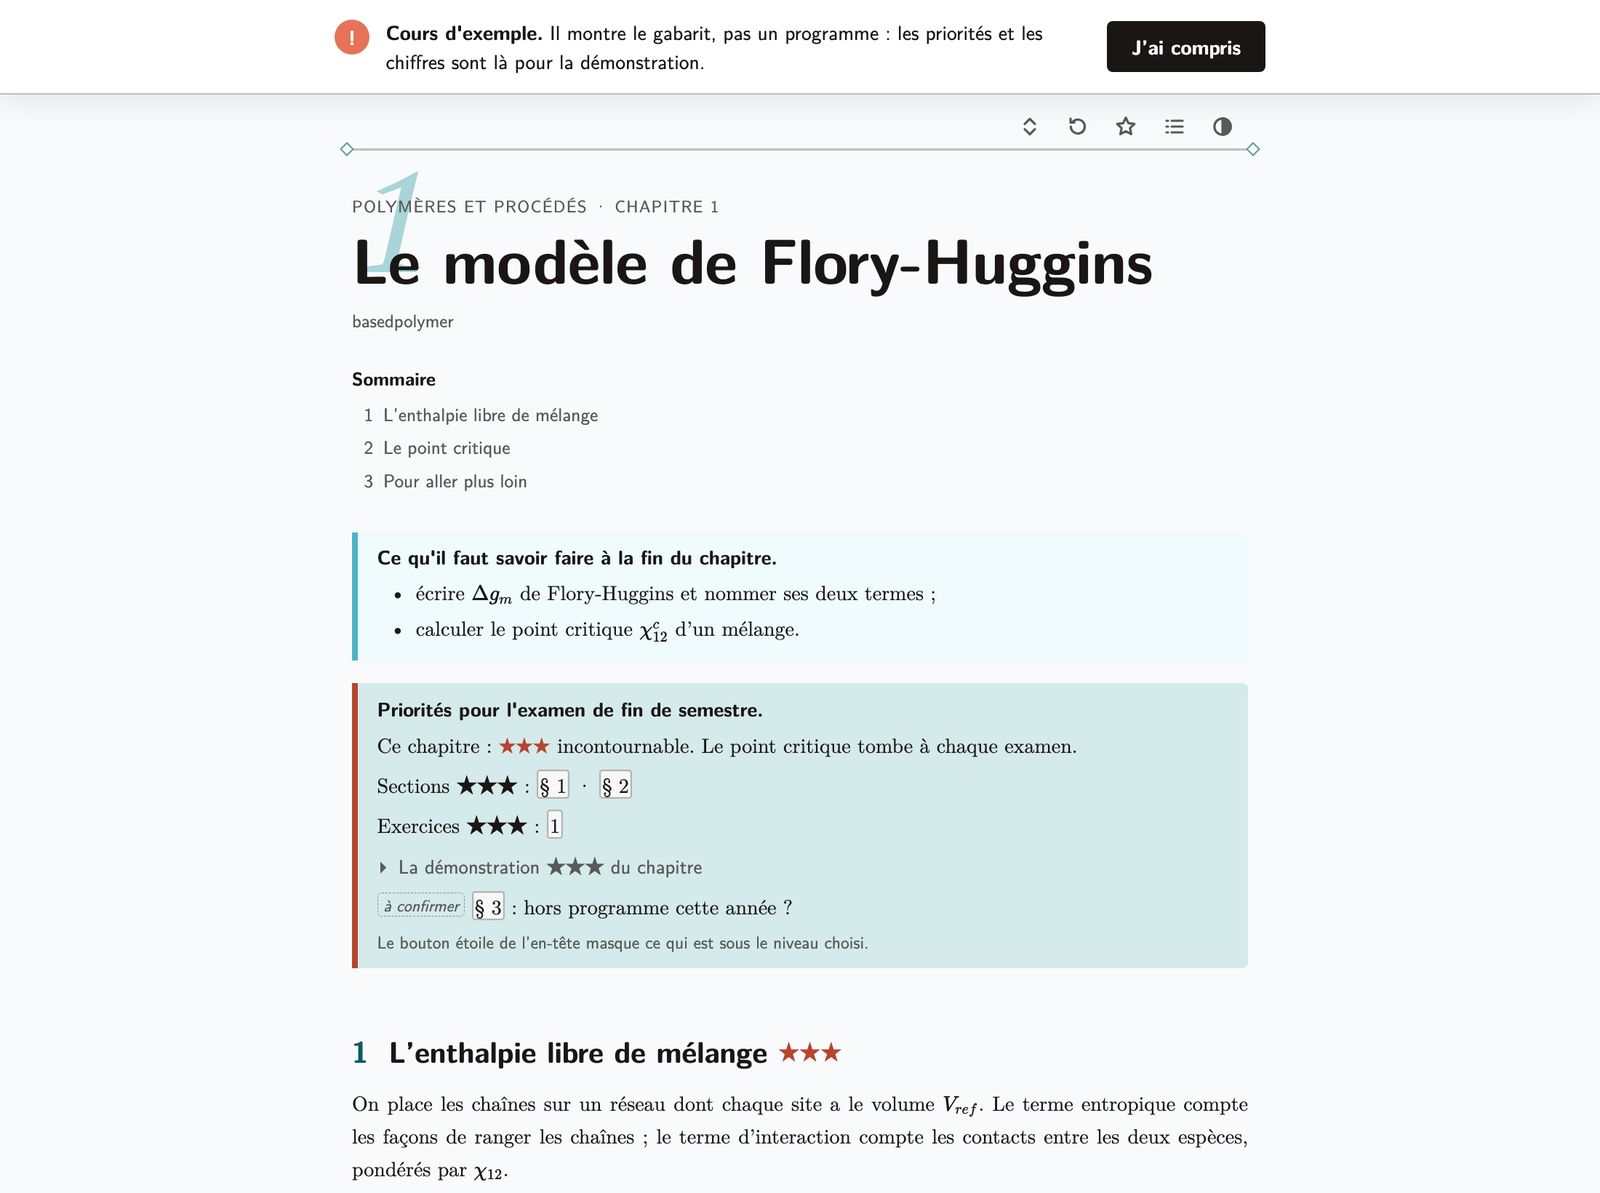 Cours d'exemple. Il montre le gabarit, pas un programme : les priorités et les
chiffres sont là pour la démonstration.
J'ai compris
1
POLYMÈRES ET PROCÉDÉS · CHAPITRE 1
Le modèle de Flory-Huggins
basedpolymer
Sommaire
1 L'enthalpie libre de mélange
2 Le point critique
3 Pour aller plus loin
Ce qu'il faut savoir faire à la fin du chapitre.
• écrire Δg_m de Flory-Huggins et nommer ses deux termes ;
• calculer le point critique χ_12^c d'un mélange.
Priorités pour l'examen de fin de semestre.
Ce chapitre : ★★★ incontournable. Le point critique tombe à chaque examen.
Sections ★★★ : § 1 · § 2
Exercices ★★★ : 1
La démonstration ★★★ du chapitre
à confirmer § 3 : hors programme cette année ?
Le bouton étoile de l'en-tête masque ce qui est sous le niveau choisi.
1 L'enthalpie libre de mélange ★★★
On place les chaînes sur un réseau dont chaque site a le volume V_ref. Le terme entropique compte
les façons de ranger les chaînes ; le terme d'interaction compte les contacts entre les deux espèces,
pondérés par χ_12.